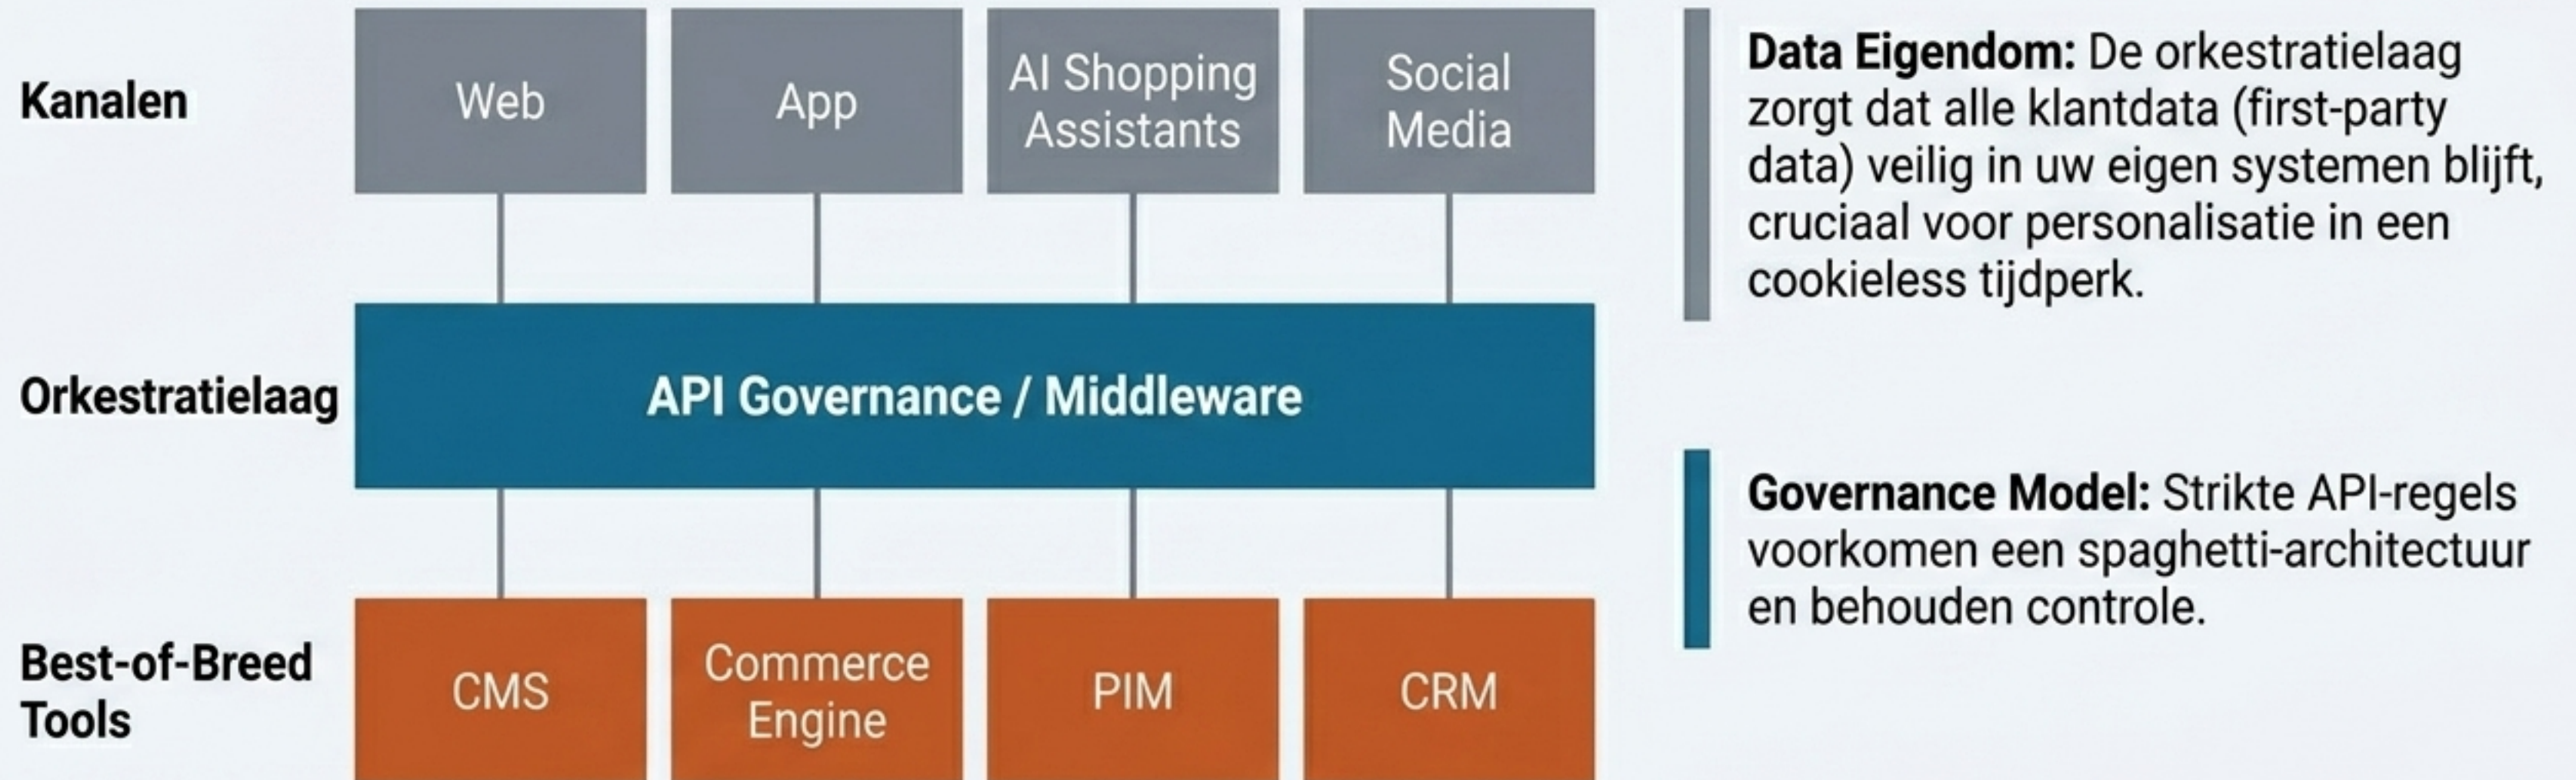 Kanalen
Web
App
AI Shopping
Assistants
Social
Media
Orkestratielaag
API Governance / Middleware
Best-of-Breed
Tools
CMS
Commerce
Engine
PIM
CRM
Data Eigendom: De orkestratielaag
zorgt dat alle klantdata (first-party
data) veilig in uw eigen systemen blijft,
cruciaal voor personalisatie in een
cookieless tijdperk.
Governance Model: Strikte API-regels
voorkomen een spaghetti-architectuur
en behouden controle.